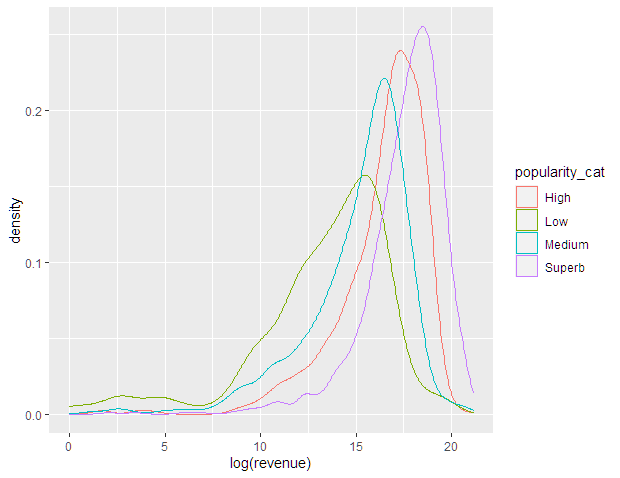 0.2
0.1
0.0
density
0
5
10
15
20
log(revenue)
popularity_cat
High
Low
Medium
Superb